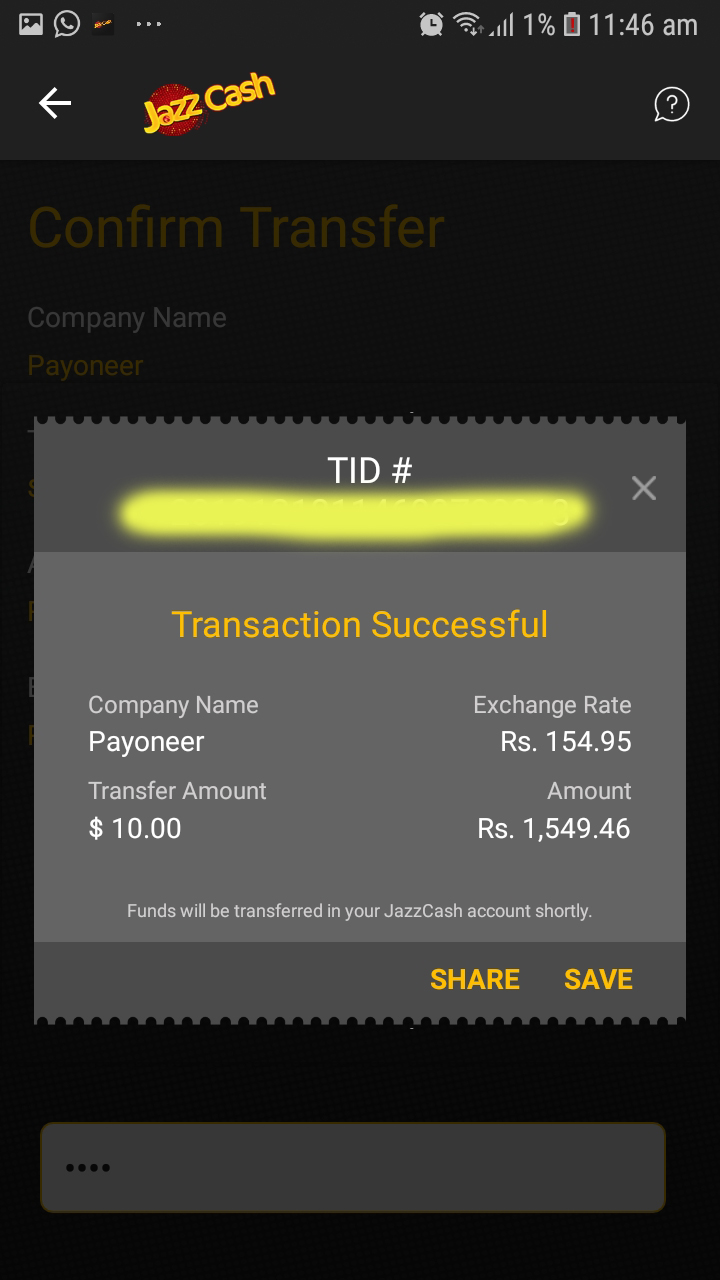 1% 11:46 am
Jazz Cash
?
Confirm Transfer
Company Name
Payoneer
TID #
Transaction Successful
Company Name Exchange Rate
Payoneer Rs. 154.95
Transfer Amount Amount
$ 10.00 Rs. 1,549.46
Funds will be transferred in your JazzCash account shortly.
SHARE SAVE
••••